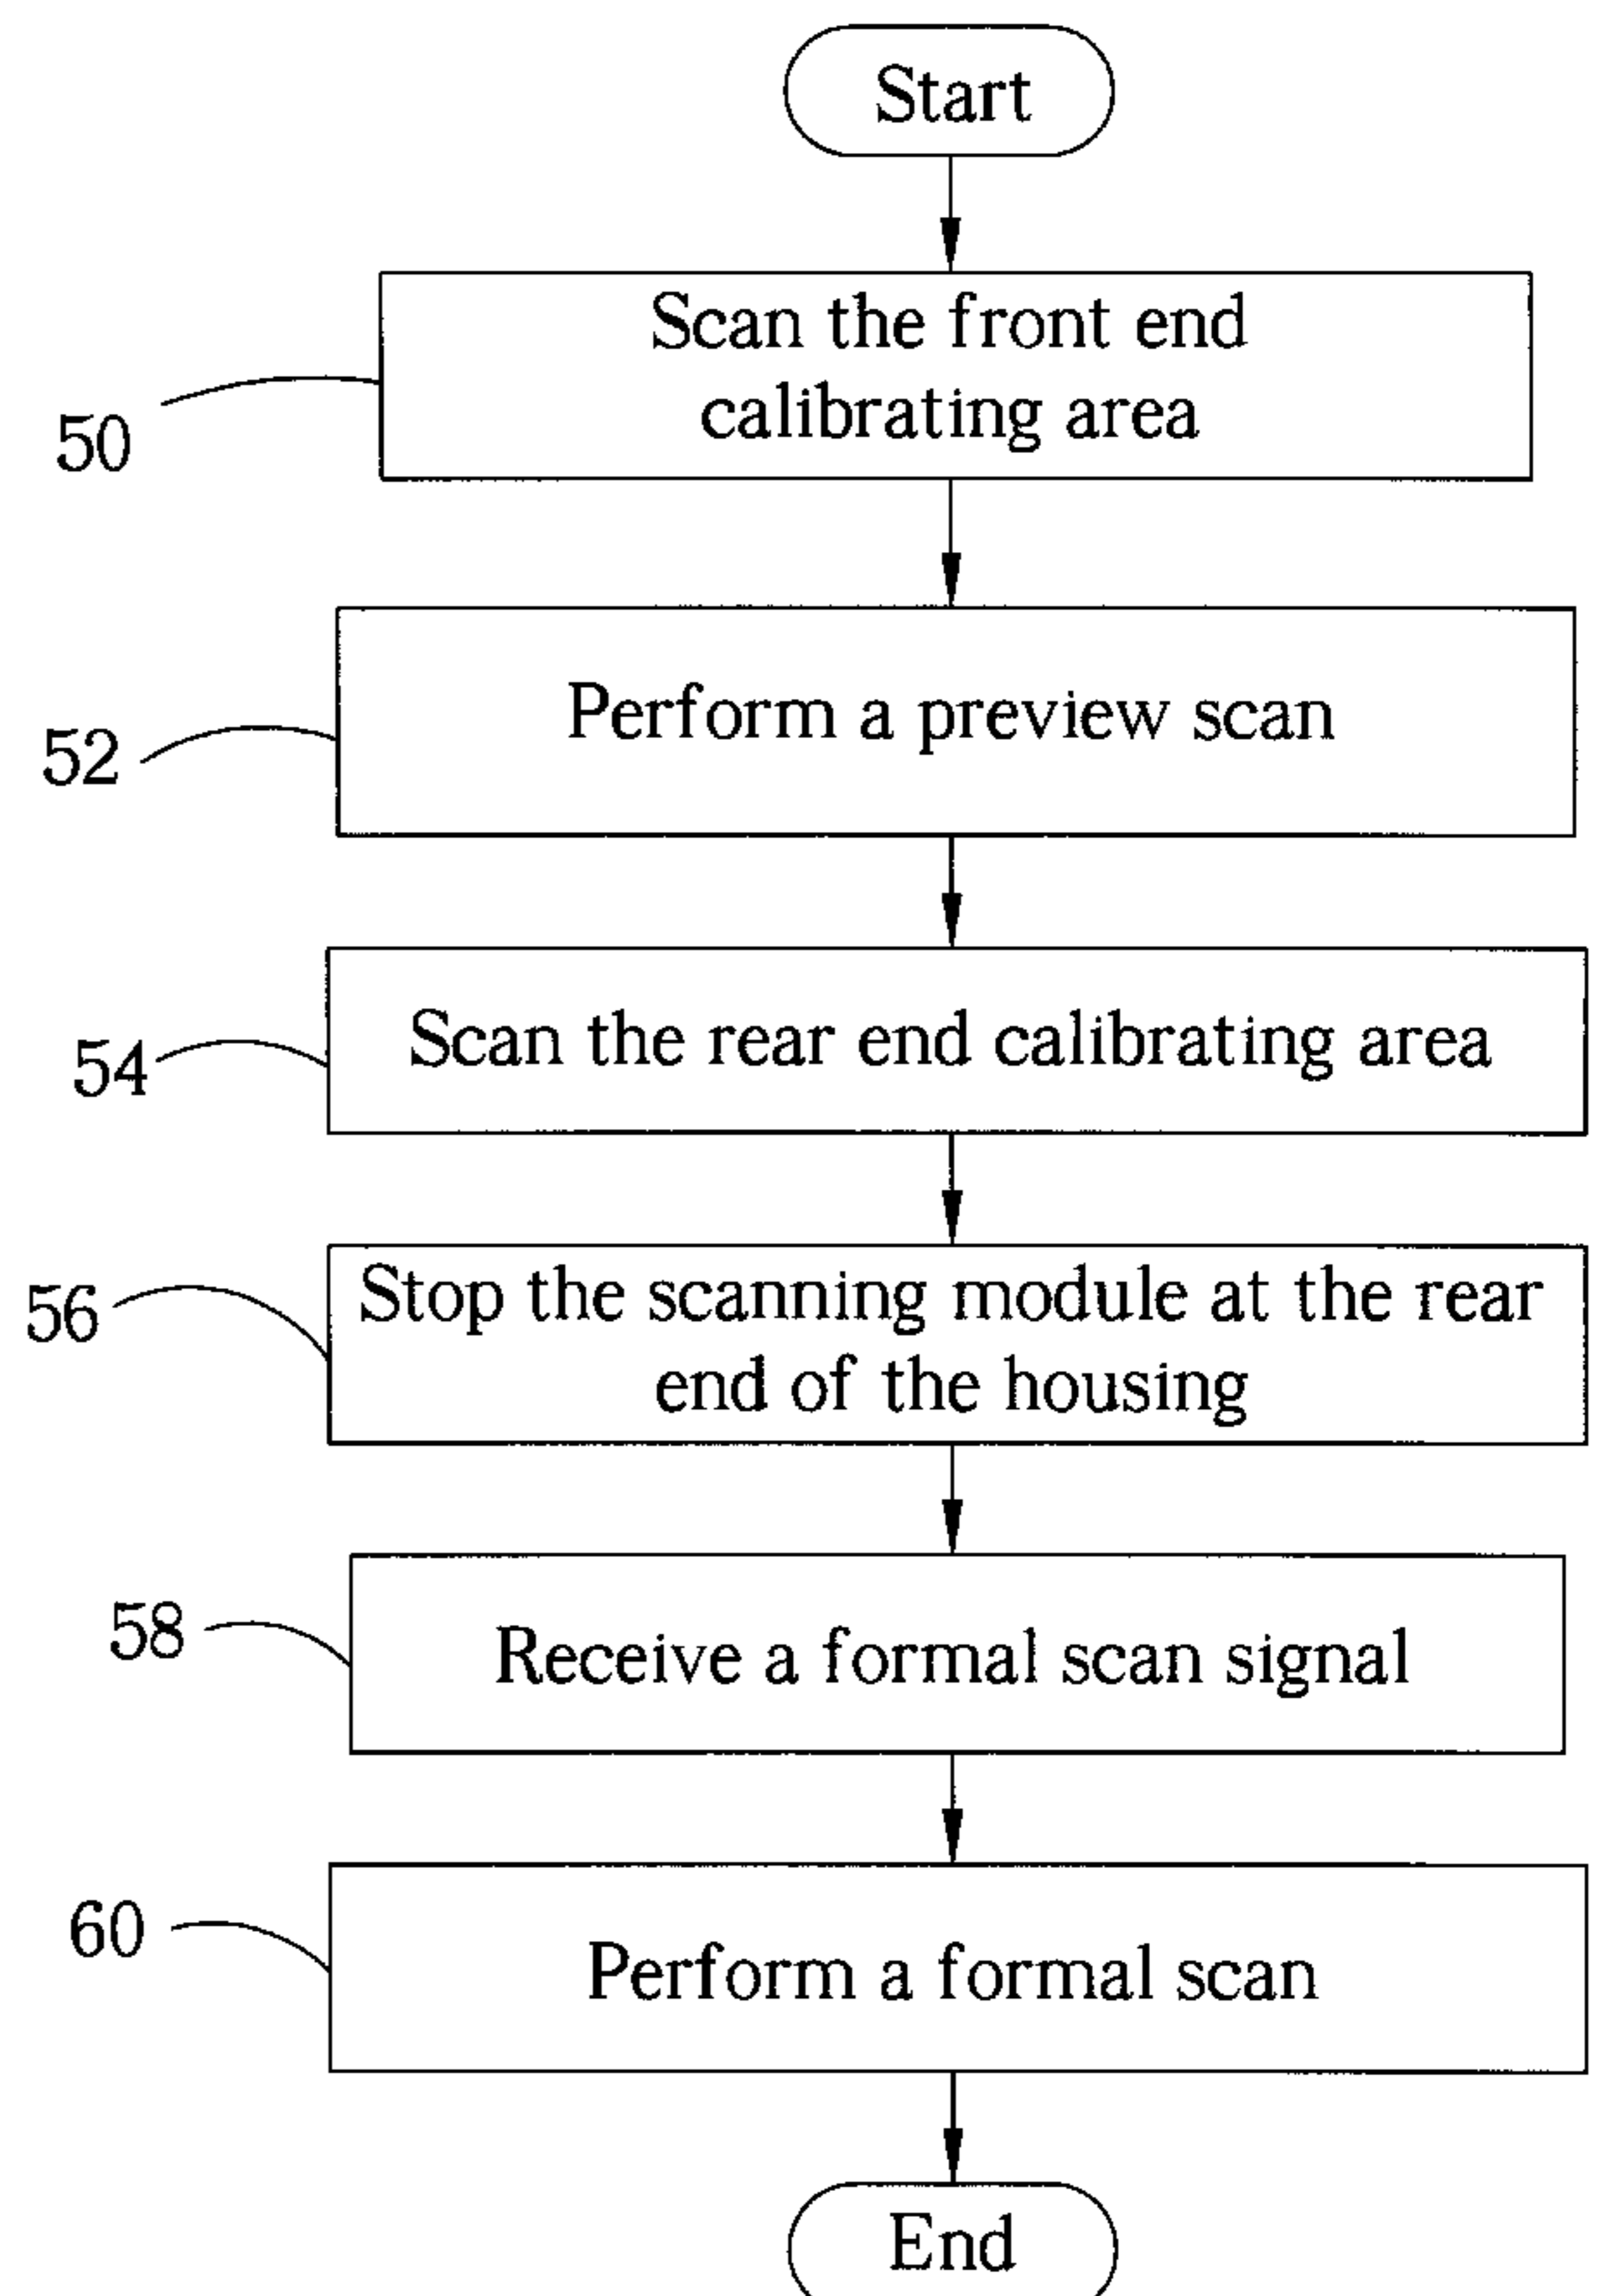 Start
Scan the front end
calibrating area
50
Perform a preview scan
52
Scan the rear end calibrating area
54
Stop the scanning module at the rear
end of the housing
56
Receive a formal scan signal
58
Perform a formal scan
60
End